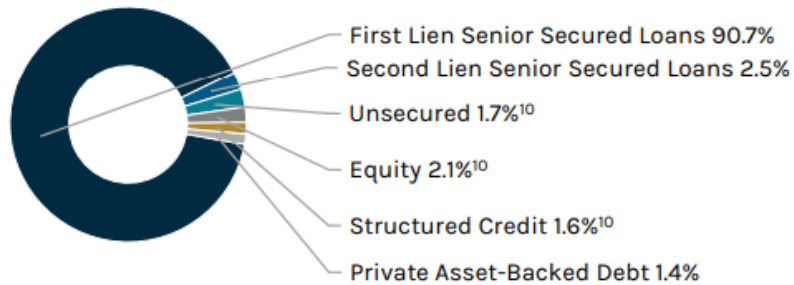 First Lien Senior Secured Loans 90.7%
Second Lien Senior Secured Loans 2.5%
Unsecured 1.7%¹⁰
Equity 2.1%¹⁰
Structured Credit 1.6%¹⁰
Private Asset-Backed Debt 1.4%